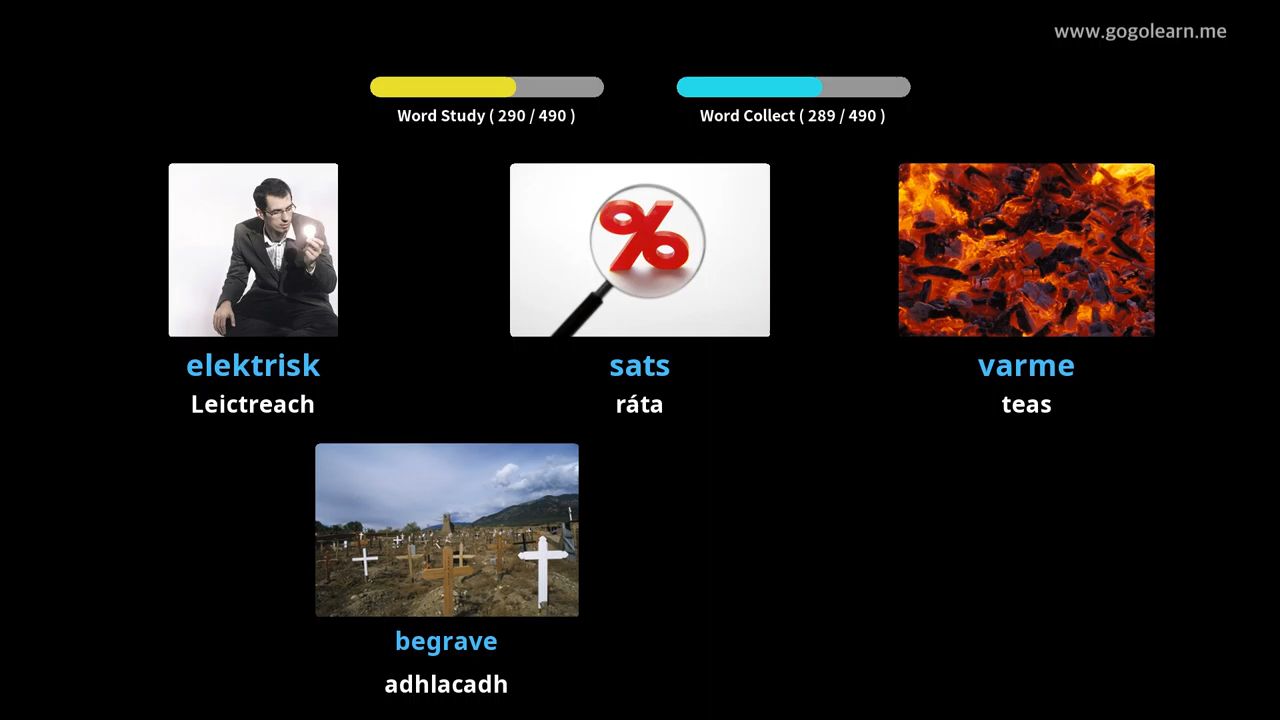 www.gogolearn.me
Word Study ( 290 / 490 )
Word Collect ( 289 / 490 )
%
elektrisk
Leictreach
sats
ráta
varme
teas
begrave
adhlacadh